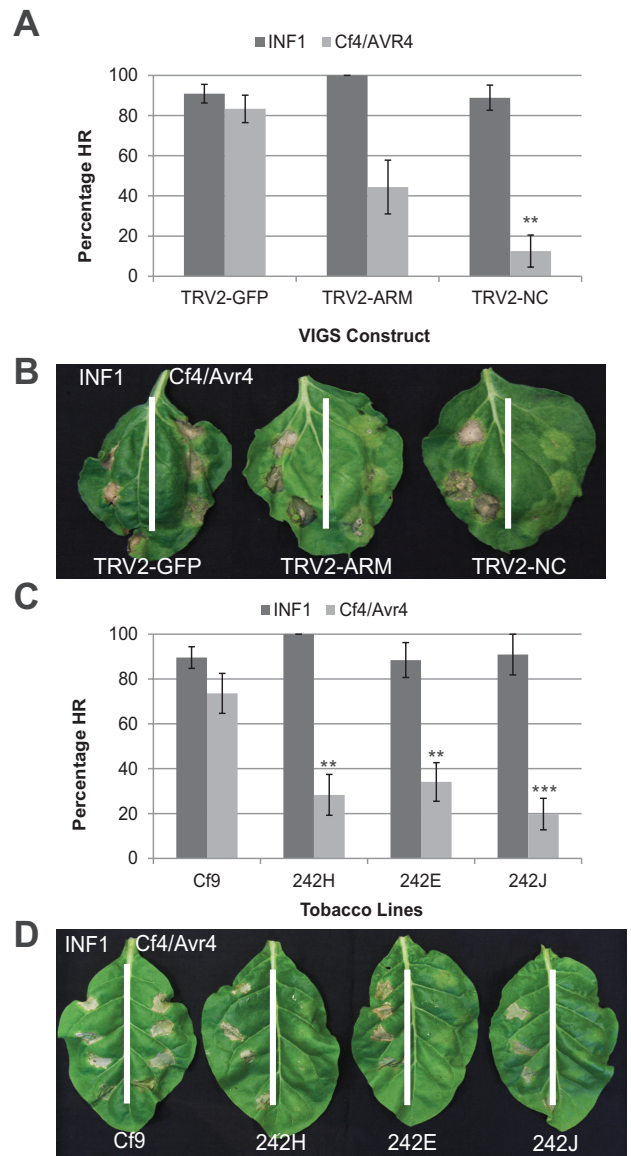 A
INF1 Cf4/AVR4
100
80
60
40
20
0
Percentage HR
**
TRV2-GFP TRV2-ARM TRV2-NC
VIGS Construct
B
INF1 Cf4/Avr4
TRV2-GFP TRV2-ARM TRV2-NC
C
INF1 Cf4/Avr4
100
80
60
40
20
0
Percentage HR
** ** ***
Cf9 242H 242E 242J
Tobacco Lines
D
INF1 Cf4/Avr4
Cf9 242H 242E 242J